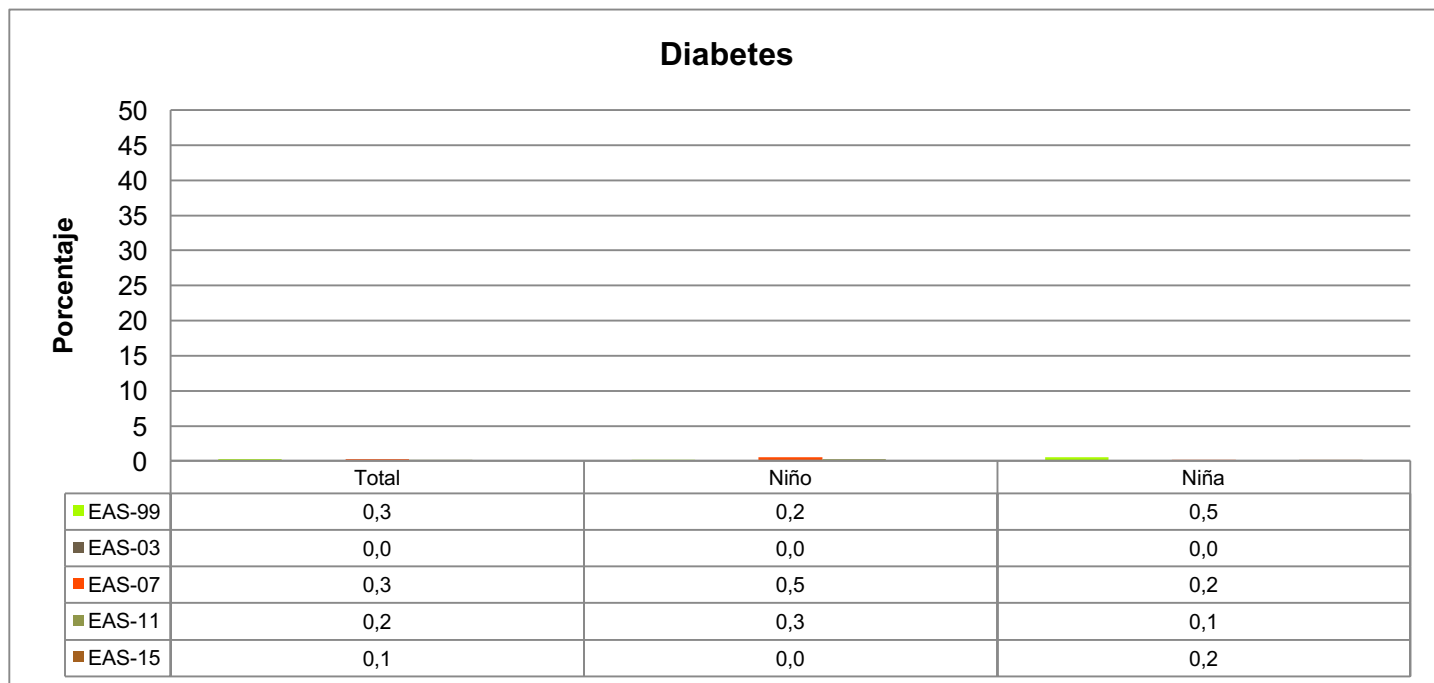 Diabetes
Porcentaje
50
45
40
35
30
25
20
15
10
5
0
Total Niño Niña
EAS-99 0,3 0,2 0,5
EAS-03 0,0 0,0 0,0
EAS-07 0,3 0,5 0,2
EAS-11 0,2 0,3 0,1
EAS-15 0,1 0,0 0,2